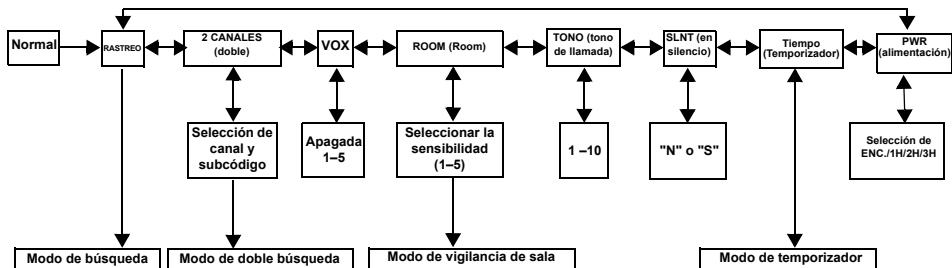 Normal
RASTREO
2 CANALES
(doble)
VOX
ROOM (Room)
TONO (tono
de llamada)
SLNT (en
silencio)
Tiempo
(Temporizador)
PWR
(alimentación)
Selección de
canal y
subcódigo
Apagada
1–5
Seleccionar la
sensibilidad
(1–5)
1 –10
"N" o "S"
Selección de
ENC./1H/2H/3H
Modo de búsqueda
Modo de doble búsqueda
Modo de vigilancia de sala
Modo de temporizador